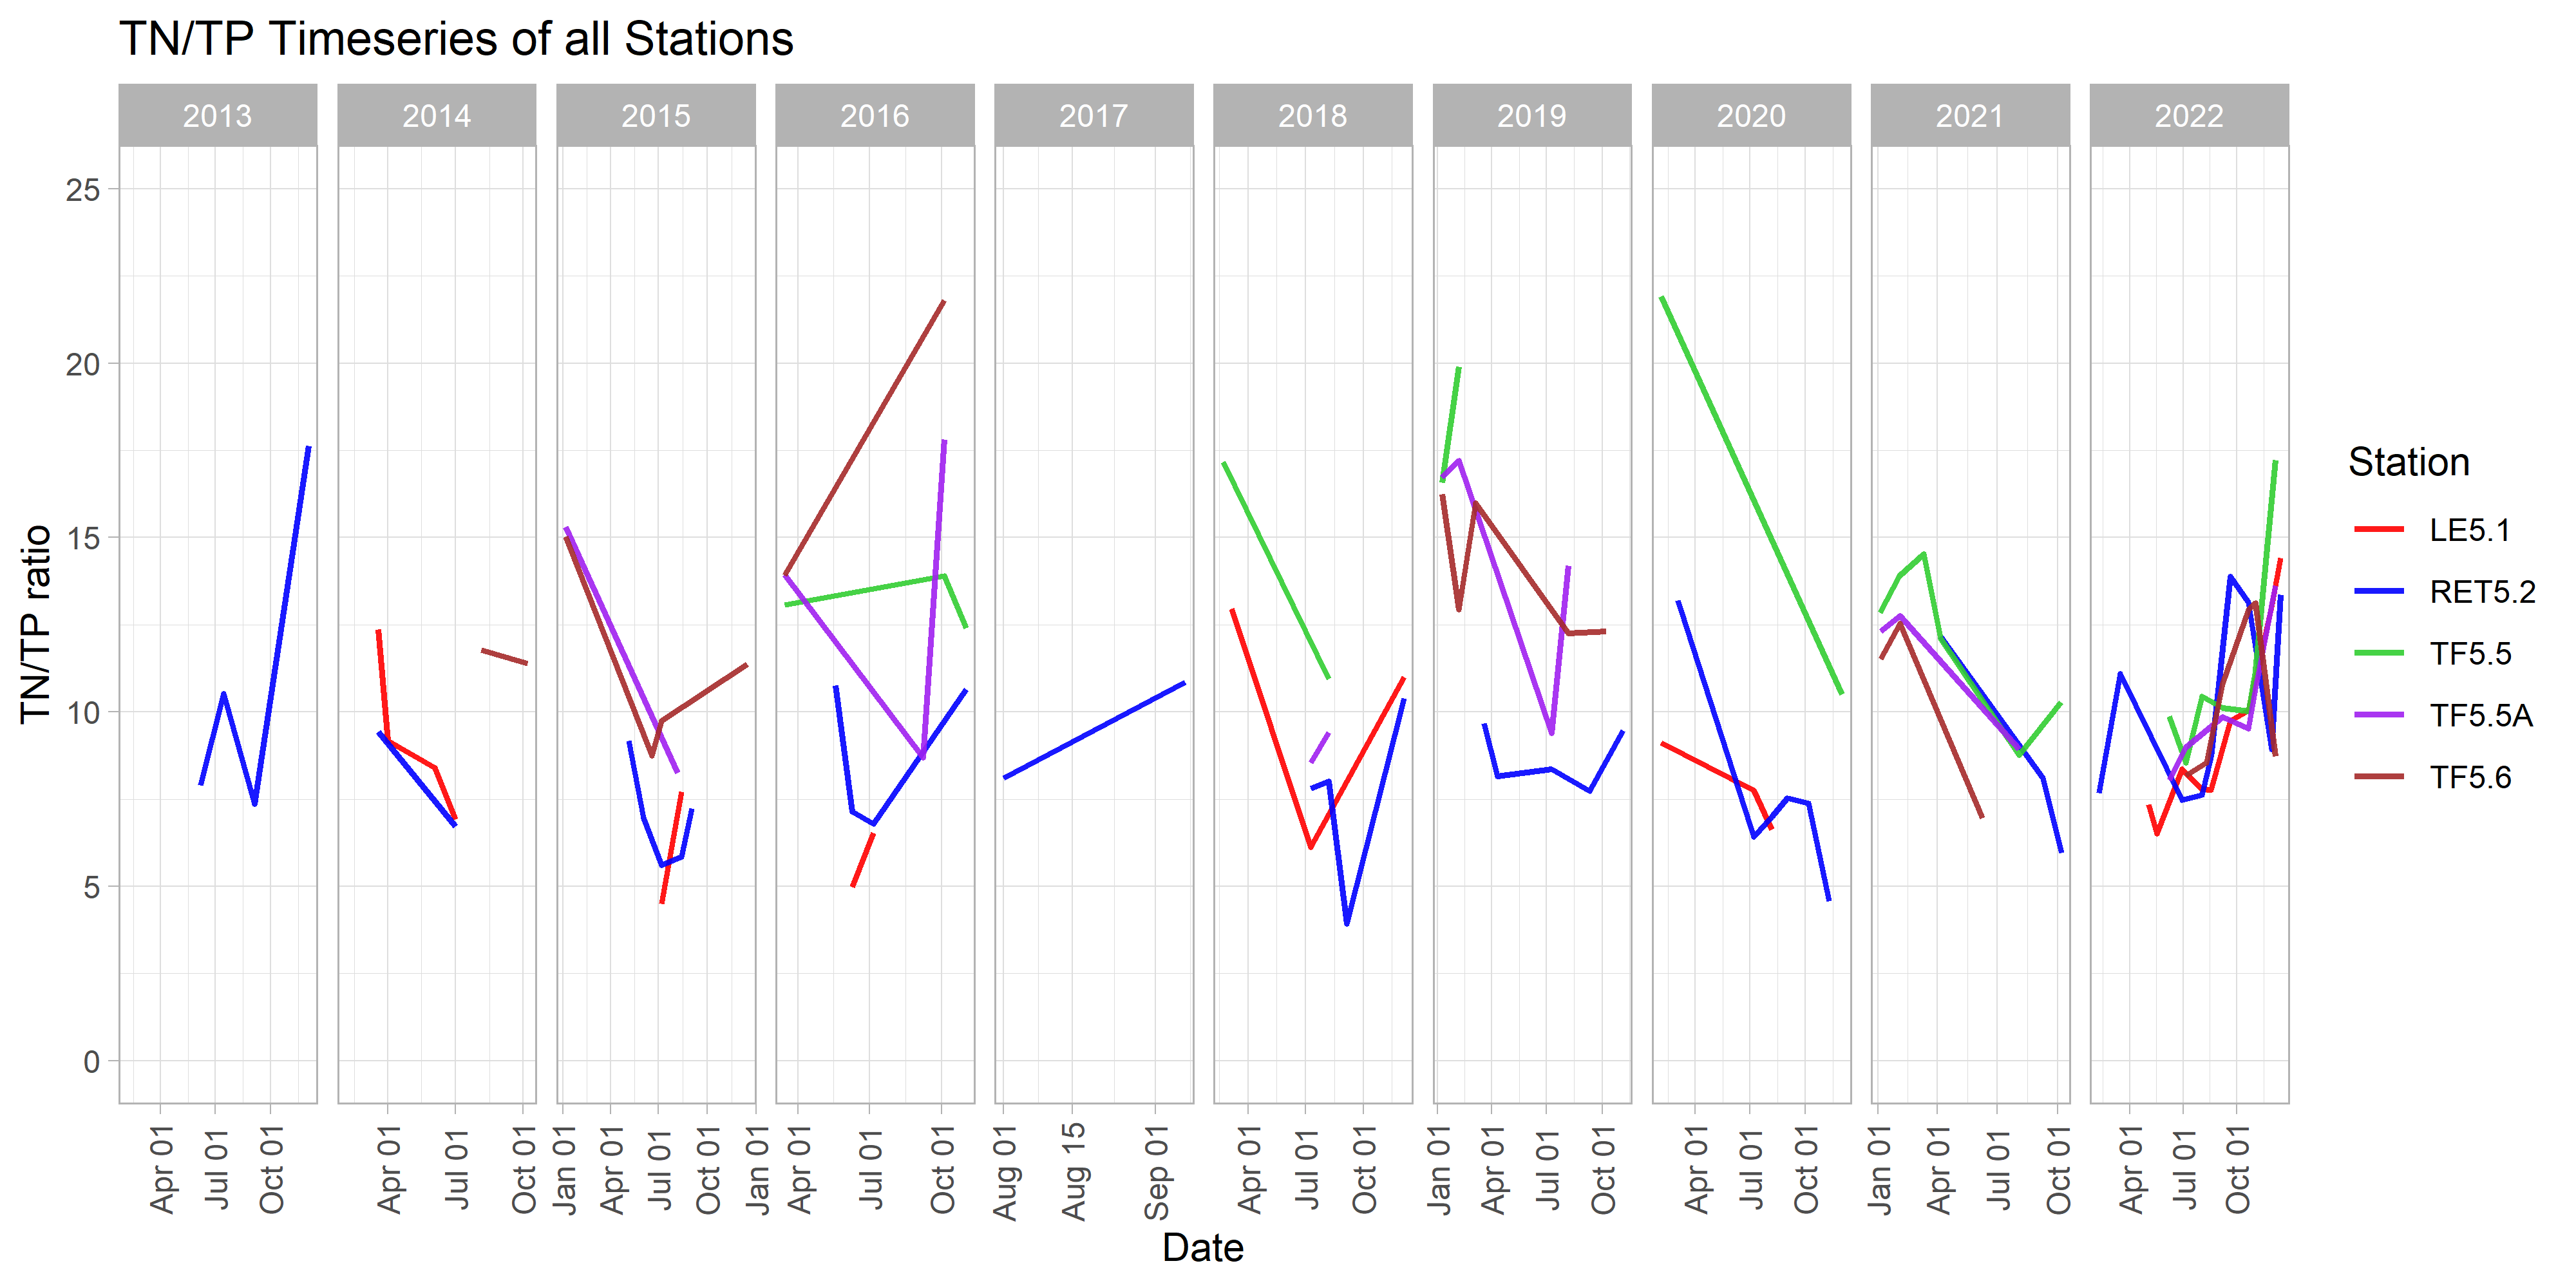 TN/TP Timeseries of all Stations
2013 2014 2015 2016 2017 2018 2019 2020 2021 2022
25
20
15
10
5
0
TN/TP ratio
Apr 01 Jul 01 Oct 01 Apr 01 Jul 01 Oct 01 Jan 01 Apr 01 Jul 01 Oct 01 Jan 01 Apr 01 Jul 01 Oct 01 Aug 01 Aug 15 Sep 01 Apr 01 Jul 01 Oct 01 Jan 01 Apr 01 Jul 01 Oct 01 Apr 01 Jul 01 Oct 01 Jan 01 Apr 01 Jul 01 Oct 01 Apr 01 Jul 01 Oct 01
Date
Station
LE5.1
RET5.2
TF5.5
TF5.5A
TF5.6